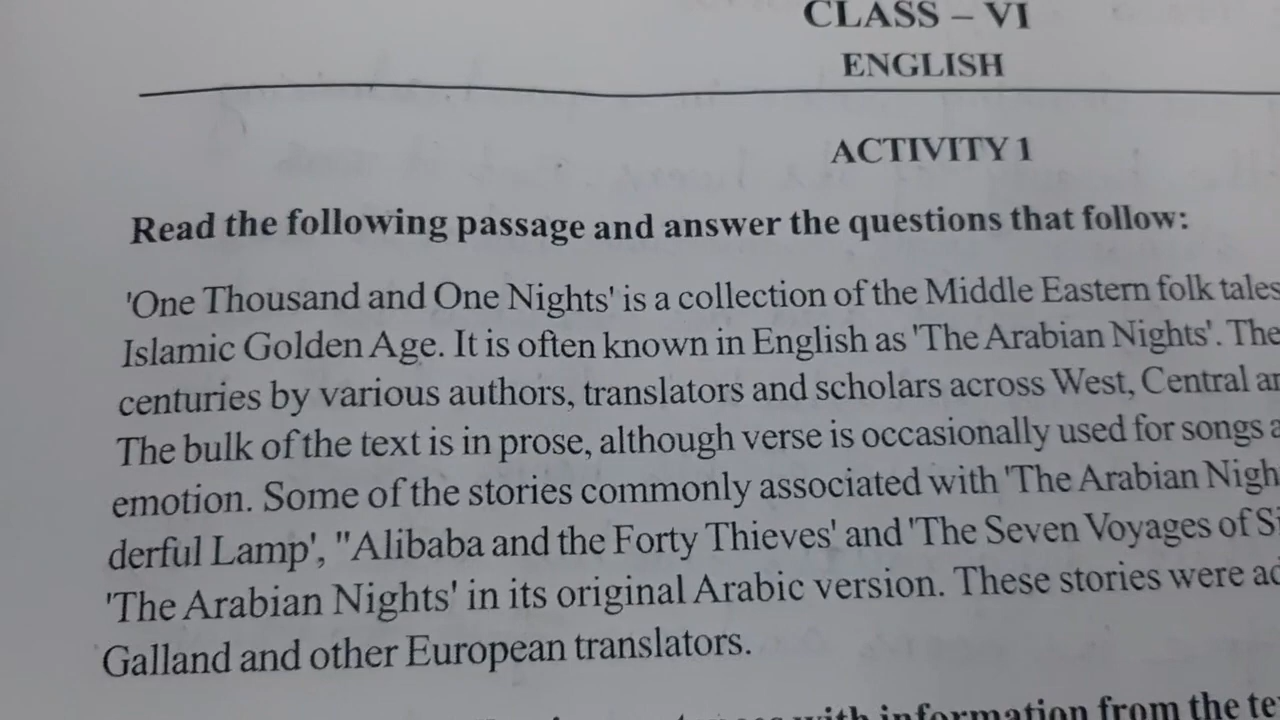 CLASS – VI
ENGLISH
ACTIVITY 1
Read the following passage and answer the questions that follow:
'One Thousand and One Nights' is a collection of the Middle Eastern folk tales
Islamic Golden Age. It is often known in English as 'The Arabian Nights'. The
centuries by various authors, translators and scholars across West, Central
The bulk of the text is in prose, although verse is occasionally used for songs
emotion. Some of the stories commonly associated with 'The Arabian
derful Lamp', "Alibaba and the Forty Thieves' and 'The Seven Voyages of
'The Arabian Nights' in its original Arabic version. These stories were
Galland and other European translators.
with information from the